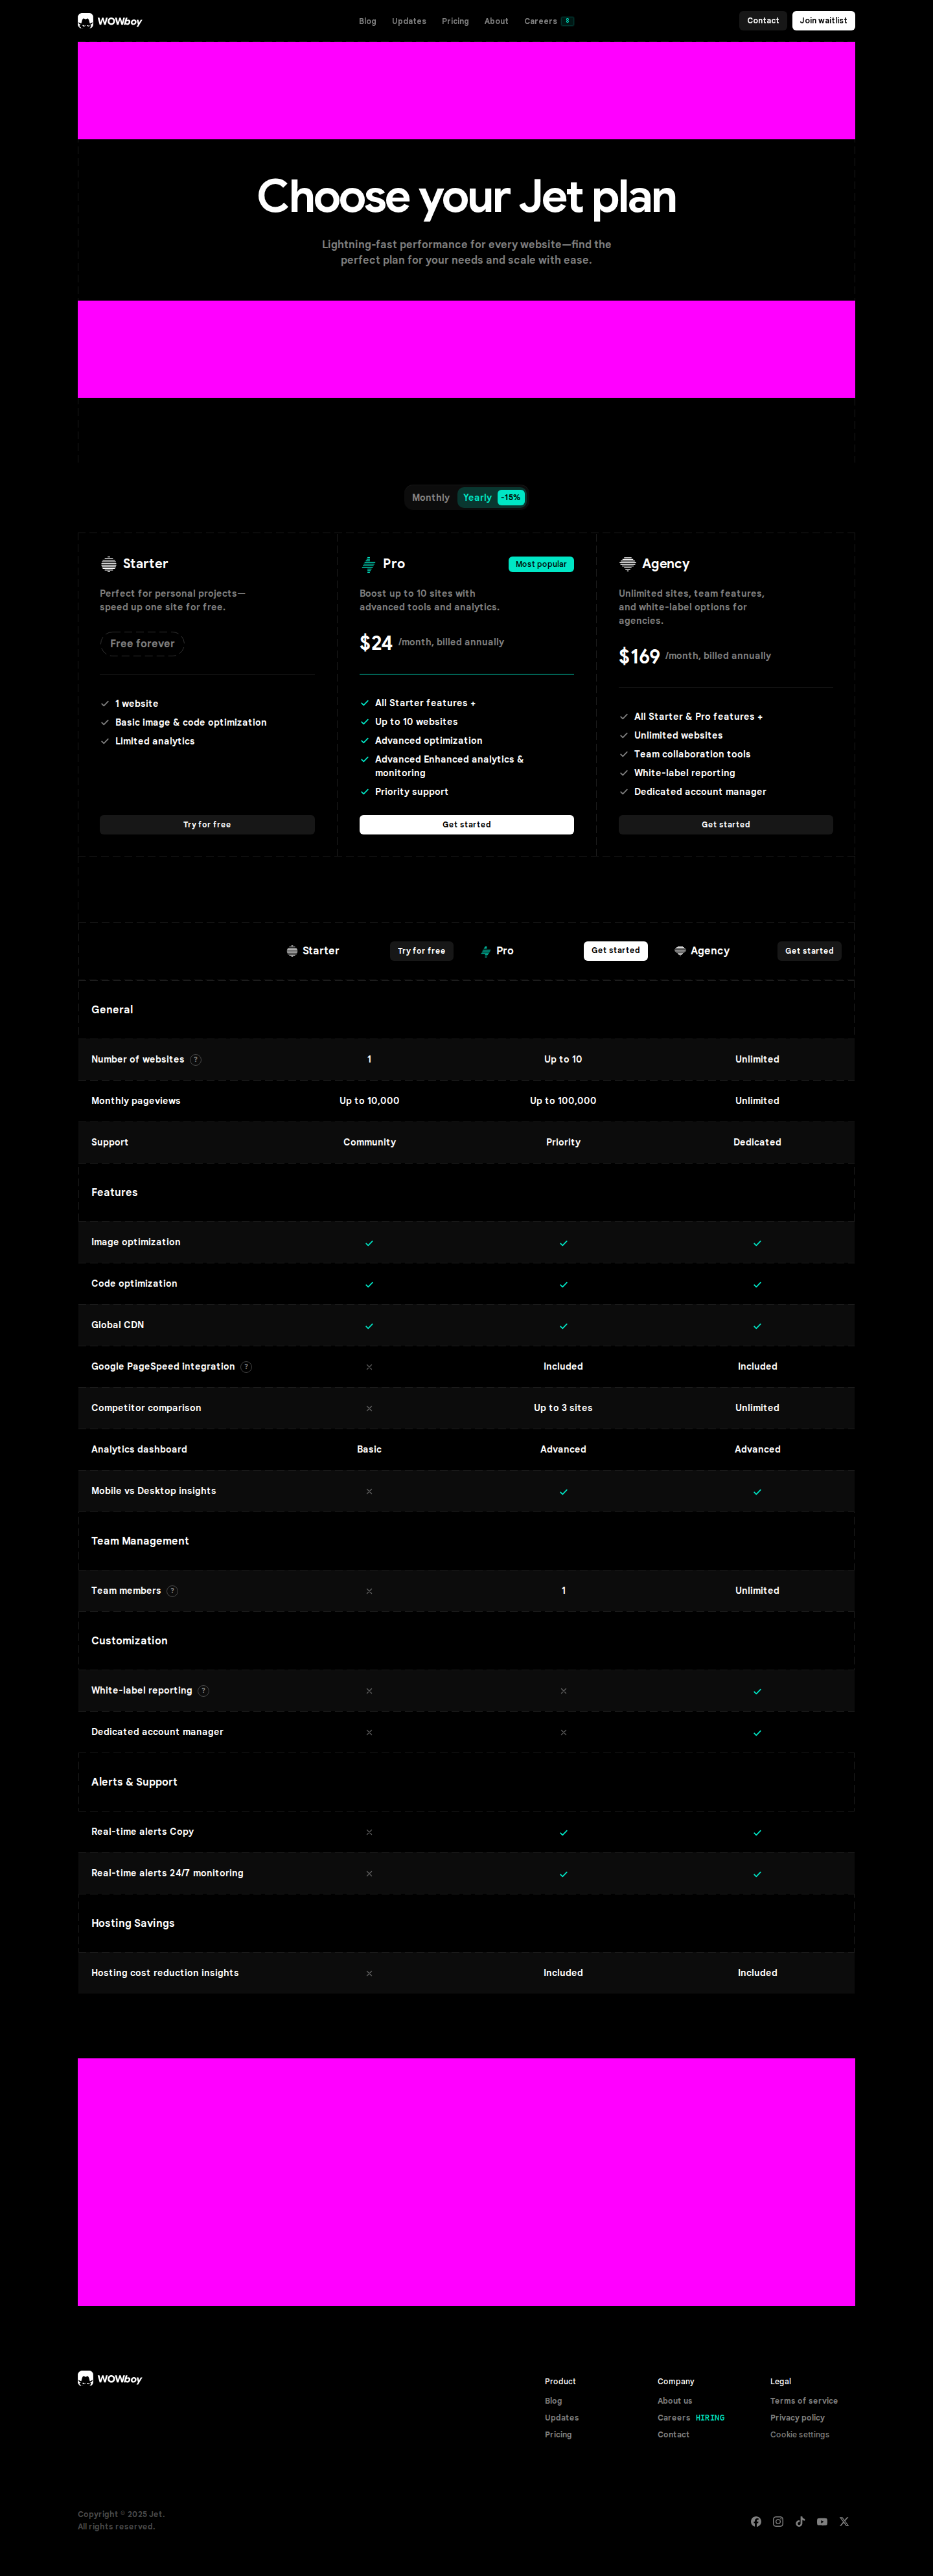 WOWboy
Blog Updates Pricing About Careers 8
Contact Join waitlist
Choose your Jet plan
Lightning-fast performance for every website—find the
perfect plan for your needs and scale with ease.
Monthly Yearly -15%
Starter
Perfect for personal projects—
speed up one site for free.
Free forever
1 website
Basic image & code optimization
Limited analytics
Try for free
Pro Most popular
Boost up to 10 sites with
advanced tools and analytics.
$24 /month, billed annually
All Starter features +
Up to 10 websites
Advanced optimization
Advanced Enhanced analytics &
monitoring
Priority support
Get started
Agency
Unlimited sites, team features,
and white-label options for
agencies.
$169 /month, billed annually
All Starter & Pro features +
Unlimited websites
Team collaboration tools
White-label reporting
Dedicated account manager
Get started
Starter Try for free Pro Get started Agency Get started
General
Number of websites ? 1 Up to 10 Unlimited
Monthly pageviews Up to 10,000 Up to 100,000 Unlimited
Support Community Priority Dedicated
Features
Image optimization
Code optimization
Global CDN
Google PageSpeed integration ? Included Included
Competitor comparison Up to 3 sites Unlimited
Analytics dashboard Basic Advanced Advanced
Mobile vs Desktop insights
Team Management
Team members ? 1 Unlimited
Customization
White-label reporting ?
Dedicated account manager
Alerts & Support
Real-time alerts Copy
Real-time alerts 24/7 monitoring
Hosting Savings
Hosting cost reduction insights Included Included
WOWboy
Product
Blog
Updates
Pricing
Company
About us
Careers HIRING
Contact
Legal
Terms of service
Privacy policy
Cookie settings
Copyright © 2025 Jet.
All rights reserved.